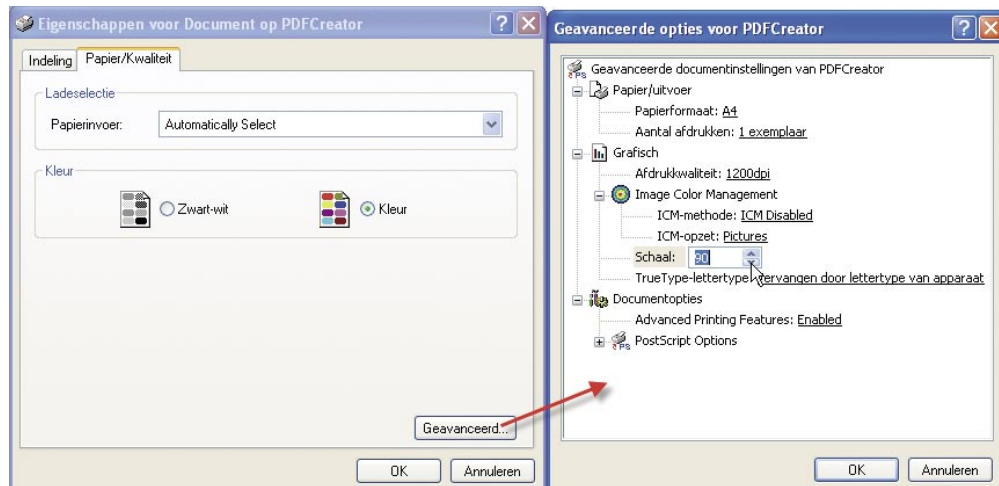 Eigenschappen voor Document op PDFCreator
Indeling
Papier/Kwaliteit
Ladeselectie
Papierinvoer:
Automatically Select
Kleur
Zwart-wit
Kleur
Geavanceerd...
OK
Annuleren
Geavanceerde opties voor PDFCreator
Geavanceerde documentinstellingen van PDFCreator
Papier/uitvoer
Papierformaat: A4
Aantal afdrukken: 1 exemplaar
Grafisch
Afdrukkwaliteit: 1200dpi
Image Color Management
ICM-methode: ICM Disabled
ICM-opzet: Pictures
Schaal: 90
TrueType-lettertype: Vervangen door lettertype van apparaat
Documentopties
Advanced Printing Features: Enabled
PostScript Options
OK
Annuleren